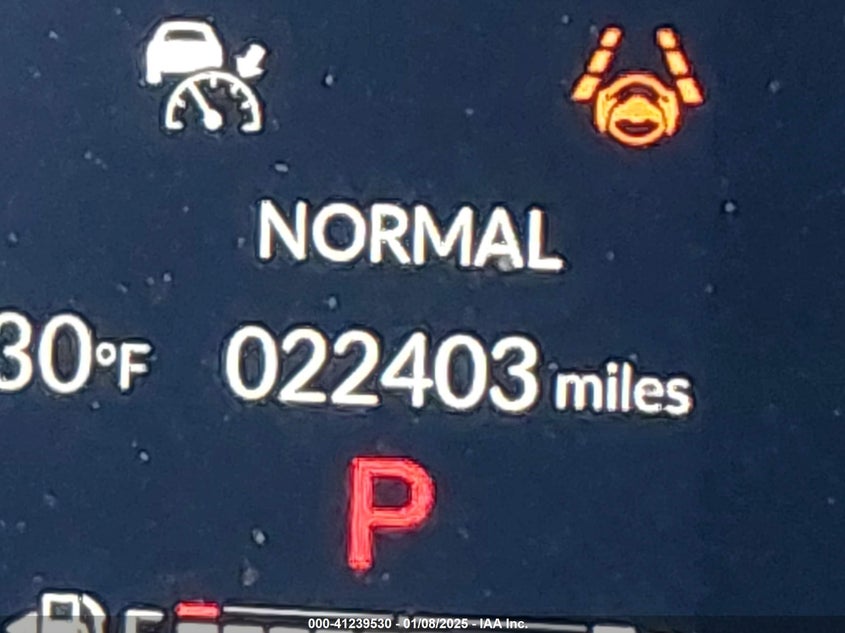 NORMAL
30°F 022403 miles
P
E
000-41239530 - 01/08/2025 - IAA Inc.